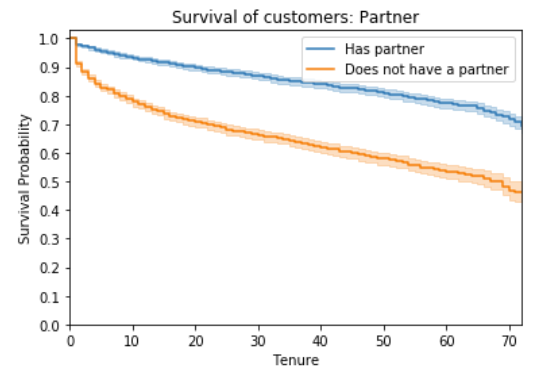 Survival of customers: Partner
Has partner
Does not have a partner
1.0
0.9
0.8
0.7
0.6
0.5
0.4
0.3
0.2
0.1
0.0
Survival Probability
0 10 20 30 40 50 60 70
Tenure